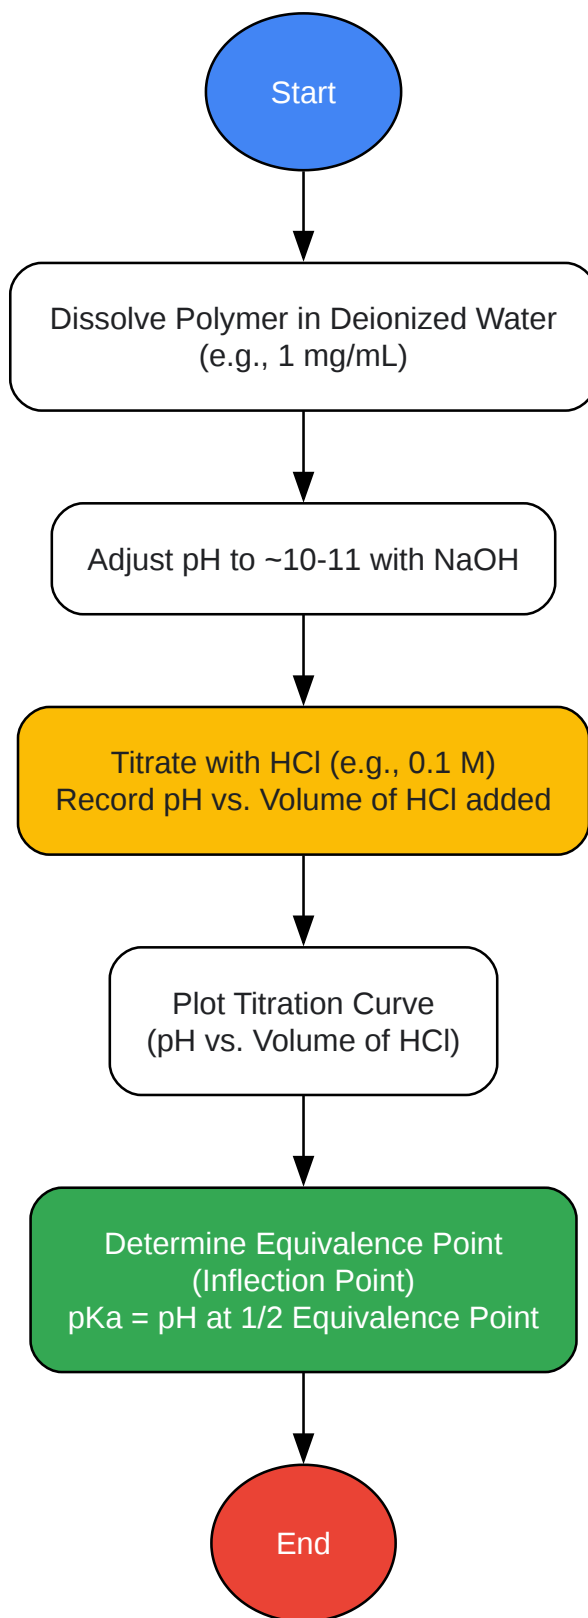 Start
Dissolve Polymer in Deionized Water
(e.g., 1 mg/mL)
Adjust pH to ~10-11 with NaOH
Titrate with HCl (e.g., 0.1 M)
Record pH vs. Volume of HCl added
Plot Titration Curve
(pH vs. Volume of HCl)
Determine Equivalence Point
(Inflection Point)
pKa = pH at 1/2 Equivalence Point
End